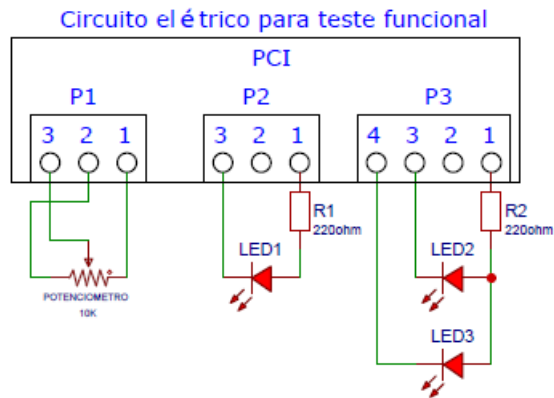 Circuito elétrico para teste funcional
PCI
P1 P2 P3
3 2 1 3 2 1 4 3 2 1
R1
220ohm
R2
220ohm
LED1
LED2
POTENCIOMETRO
10K
LED3